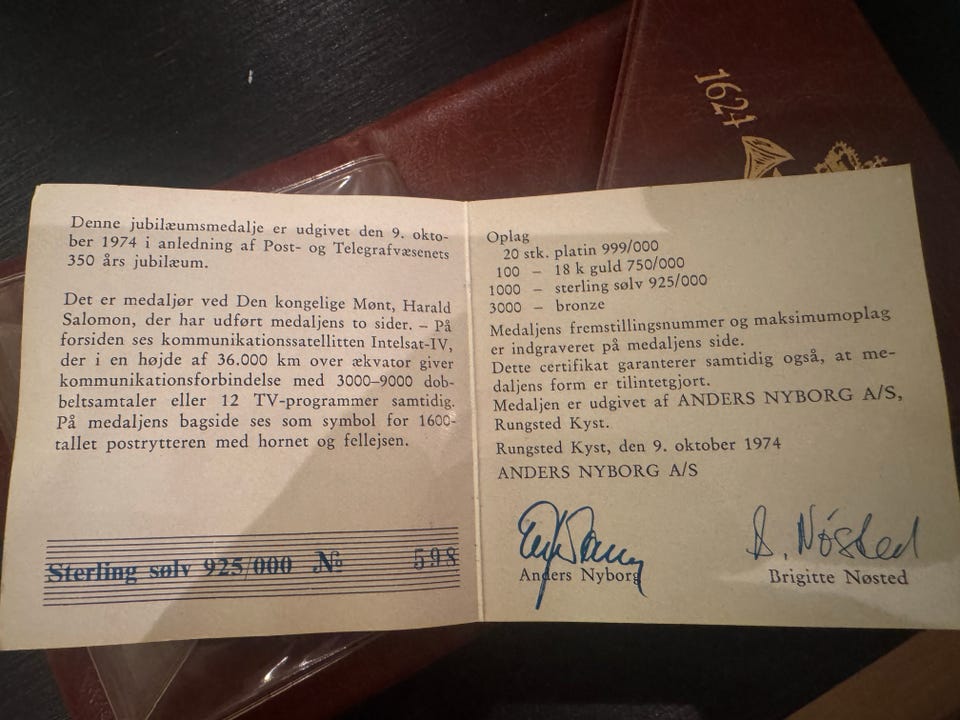 1624
Denne jubilæumsmedalje er udgivet den 9. okto-
ber 1974 i anledning af Post- og Telegrafvæsenets
350 års jubilæum.
Det er medaljør ved Den kongelige Mønt, Harald
Salomon, der har udført medaljens to sider. – På
forsiden ses kommunikationssatellitten Intelsat-IV,
der i en højde af 36.000 km over ækvator giver
kommunikationsforbindelse med 3000–9000 dob-
beltsamtaler eller 12 TV-programmer samtidig.
På medaljens bagside ses som symbol for 1600-
tallet postrytteren med hornet og fellejsen.
Sterling sølv 925/000 No 598
Oplag
20 stk. platin 999/000
100 – 18 k guld 750/000
1000 – sterling sølv 925/000
3000 – bronze
Medaljens fremstillingsnummer og maksimumoplag
er indgraveret på medaljens side.
Dette certifikat garanterer samtidig også, at me-
daljens form er tilintetgjort.
Medaljen er udgivet af ANDERS NYBORG A/S,
Rungsted Kyst.
Rungsted Kyst, den 9. oktober 1974
ANDERS NYBORG A/S
B. Nøsted
Anders Nyborg
Brigitte Nøsted